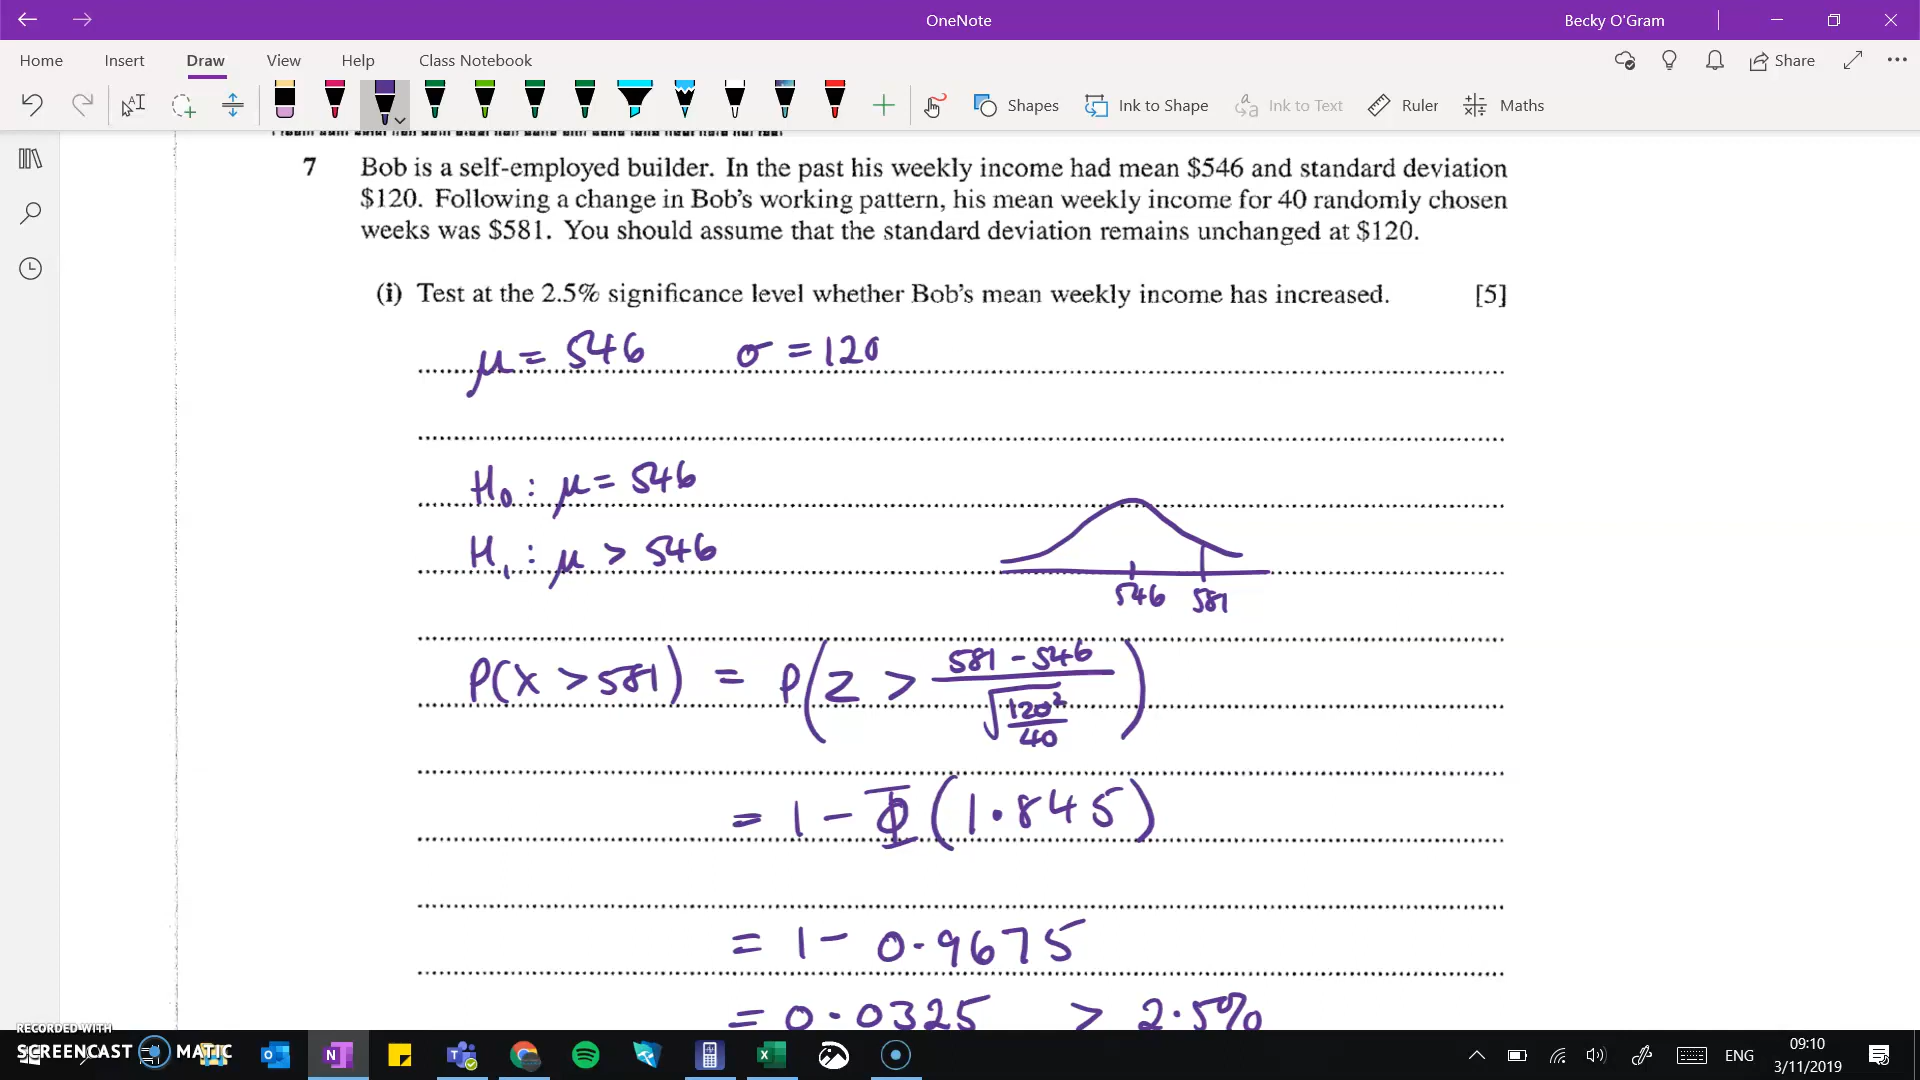 OneNote
Becky O'Gram
Home Insert Draw View Help Class Notebook
Share
Shapes Ink to Shape Ink to Text Ruler Maths
7 Bob is a self-employed builder. In the past his weekly income had mean $546 and standard deviation
$120. Following a change in Bob's working pattern, his mean weekly income for 40 randomly chosen
weeks was $581. You should assume that the standard deviation remains unchanged at $120.
(i) Test at the 2.5% significance level whether Bob's mean weekly income has increased. [5]
μ = 546 σ = 120
H₀ : μ = 546
H₁ : μ > 546
546 581
P(X > 581) = P(Z > (581 - 546)/√(120²/40))
= 1 - Φ(1.845)
= 1 - 0.9675
= 0.0325 > 2.5%
RECORDED WITH
SCREENCAST MATIC
ENG
09:10
3/11/2019